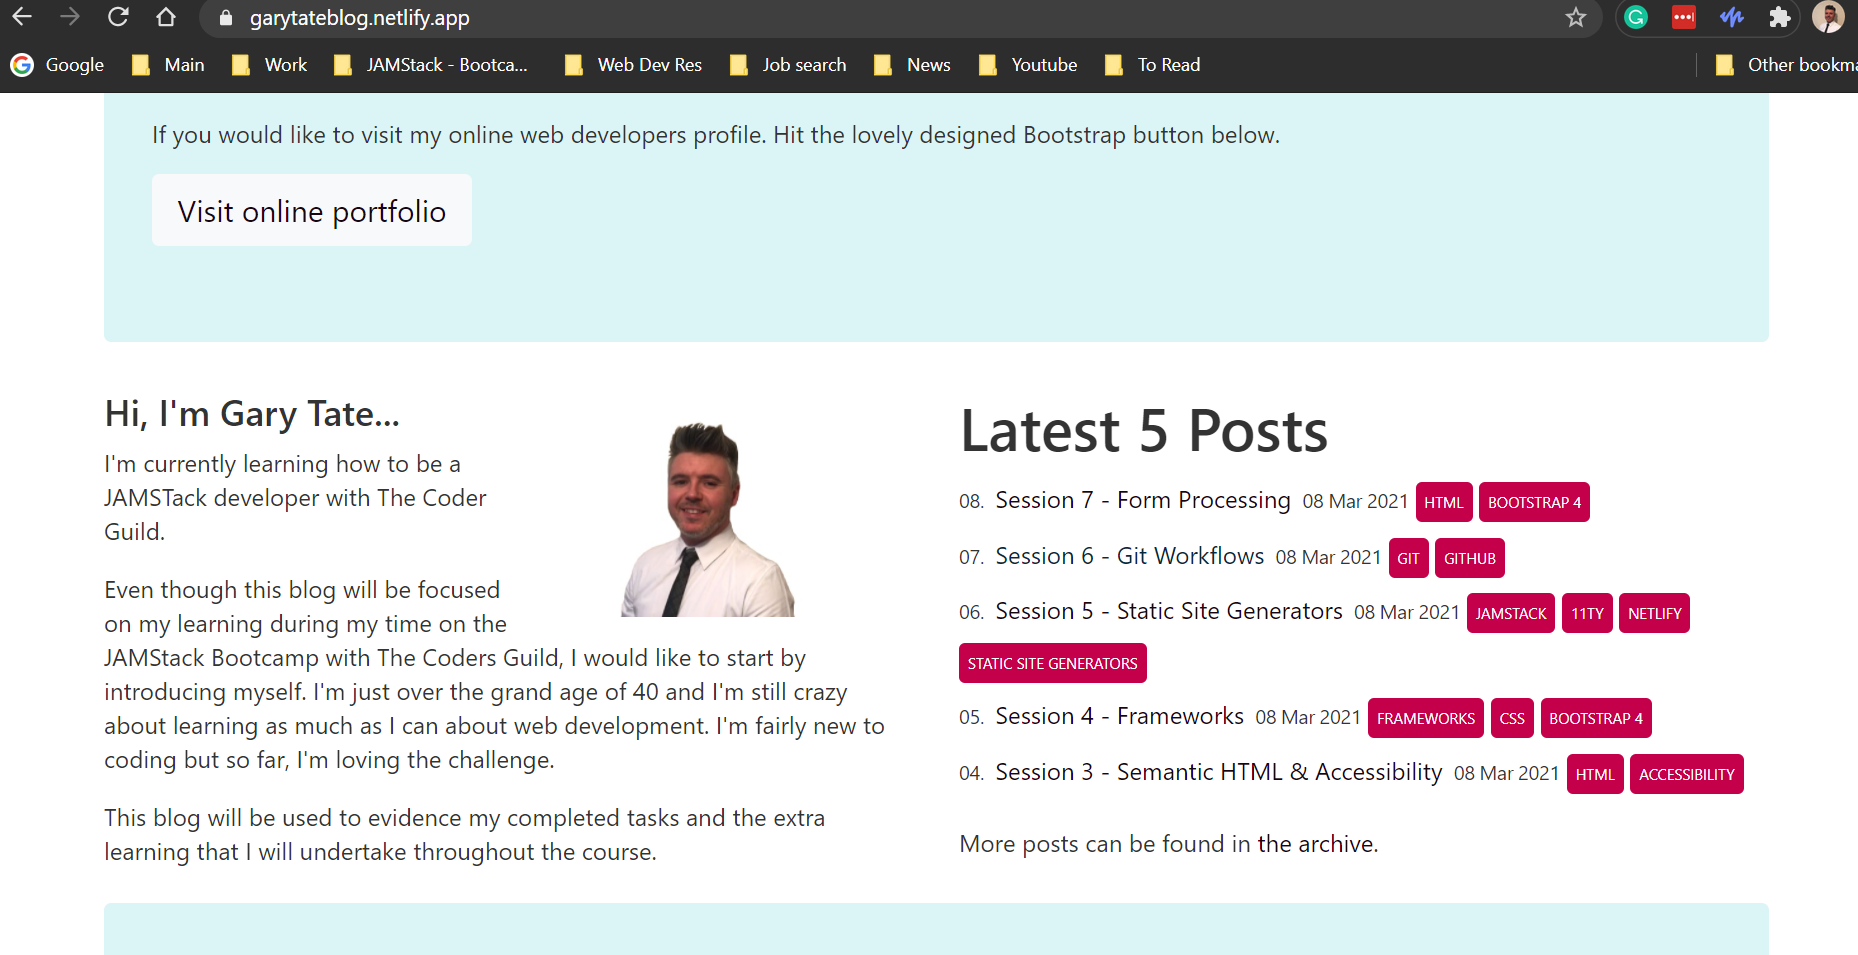 garytateblog.netlify.app
Google Main Work JAMStack - Bootca... Web Dev Res Job search News Youtube To Read Other bookma
If you would like to visit my online web developers profile. Hit the lovely designed Bootstrap button below.
Visit online portfolio
Hi, I'm Gary Tate...
I'm currently learning how to be a
JAMSTack developer with The Coder
Guild.
Even though this blog will be focused
on my learning during my time on the
JAMStack Bootcamp with The Coders Guild, I would like to start by
introducing myself. I'm just over the grand age of 40 and I'm still crazy
about learning as much as I can about web development. I'm fairly new to
coding but so far, I'm loving the challenge.
This blog will be used to evidence my completed tasks and the extra
learning that I will undertake throughout the course.
Latest 5 Posts
08. Session 7 - Form Processing 08 Mar 2021 HTML BOOTSTRAP 4
07. Session 6 - Git Workflows 08 Mar 2021 GIT GITHUB
06. Session 5 - Static Site Generators 08 Mar 2021 JAMSTACK 11TY NETLIFY
STATIC SITE GENERATORS
05. Session 4 - Frameworks 08 Mar 2021 FRAMEWORKS CSS BOOTSTRAP 4
04. Session 3 - Semantic HTML & Accessibility 08 Mar 2021 HTML ACCESSIBILITY
More posts can be found in the archive.